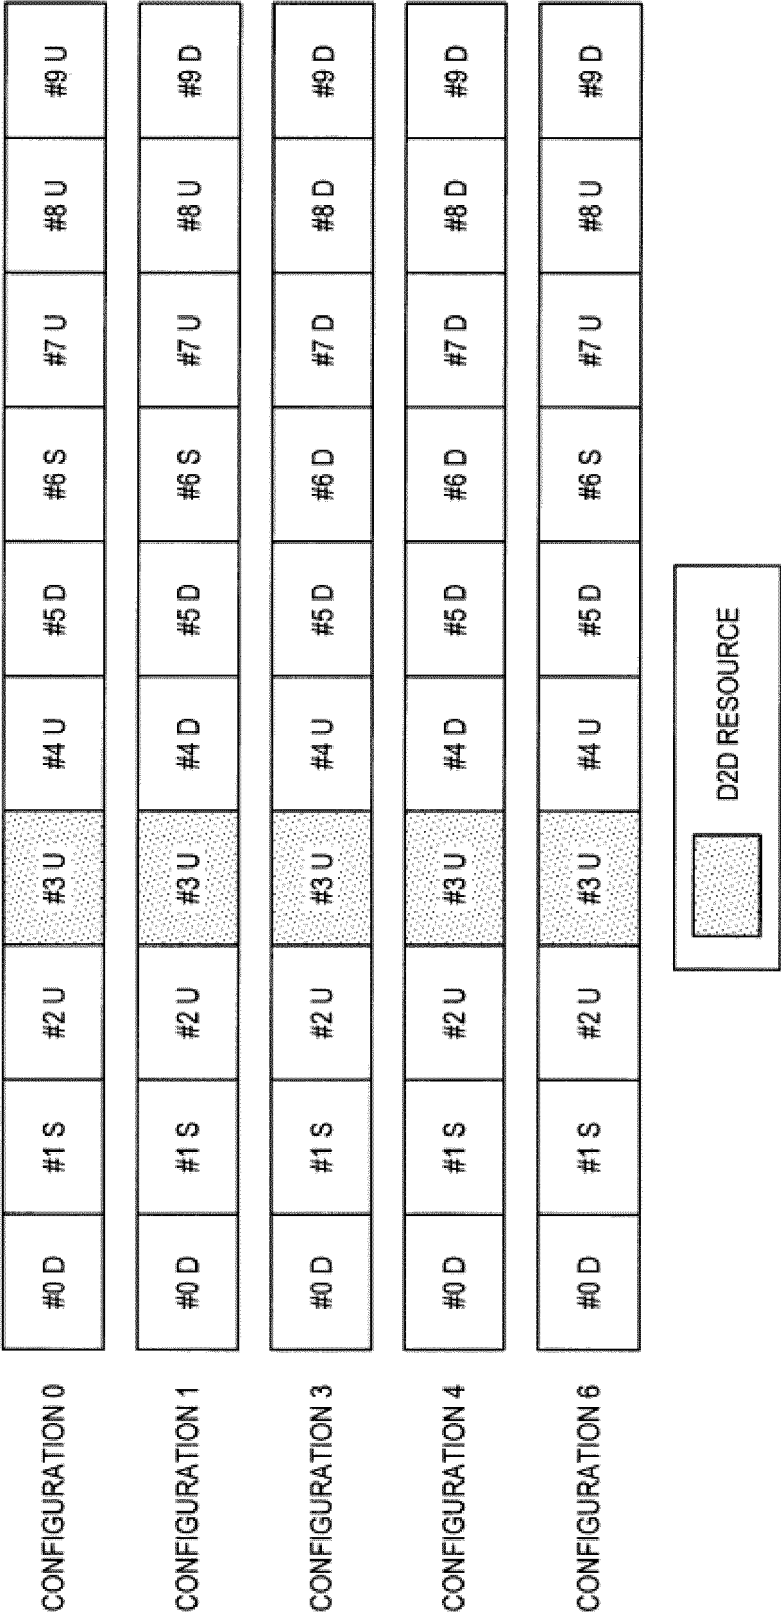 CONFIGURATION 0 #0 D #1 S #2 U #3 U #4 U #5 D #6 S #7 U #8 U #9 U
CONFIGURATION 1 #0 D #1 S #2 U #3 U #4 D #5 D #6 S #7 U #8 U #9 D
CONFIGURATION 3 #0 D #1 S #2 U #3 U #4 U #5 D #6 D #7 D #8 D #9 D
CONFIGURATION 4 #0 D #1 S #2 U #3 U #4 D #5 D #6 D #7 D #8 D #9 D
CONFIGURATION 6 #0 D #1 S #2 U #3 U #4 U #5 D #6 S #7 U #8 U #9 D
D2D RESOURCE